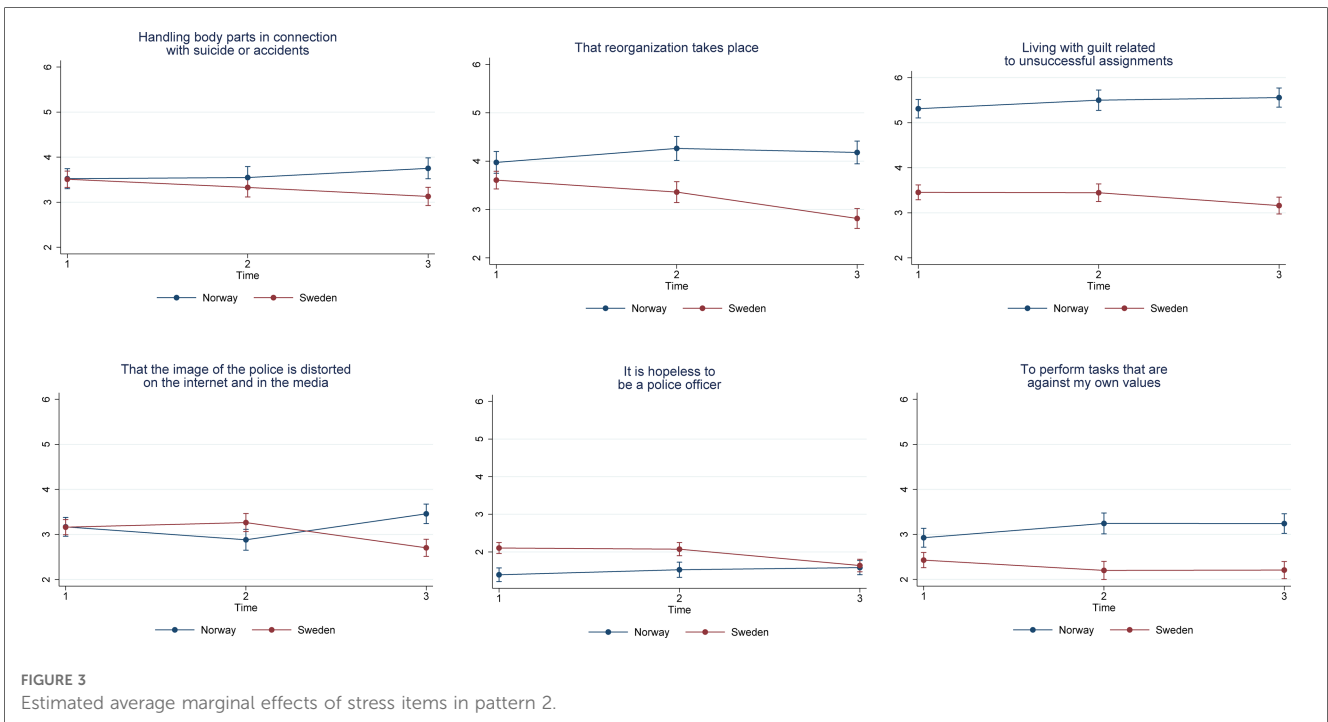 Handling body parts in connection
with suicide or accidents
6
5
4
3
2
1
2
3
Time
Norway
Sweden
That reorganization takes place
6
5
4
3
2
1
2
3
Time
Norway
Sweden
Living with guilt related
to unsuccessful assignments
6
5
4
3
2
1
2
3
Time
Norway
Sweden
That the image of the police is distorted
on the internet and in the media
6
5
4
3
2
1
2
3
Time
Norway
Sweden
It is hopeless to
be a police officer
6
5
4
3
2
1
2
3
Time
Norway
Sweden
To perform tasks that are
against my own values
6
5
4
3
2
1
2
3
Time
Norway
Sweden
FIGURE 3
Estimated average marginal effects of stress items in pattern 2.